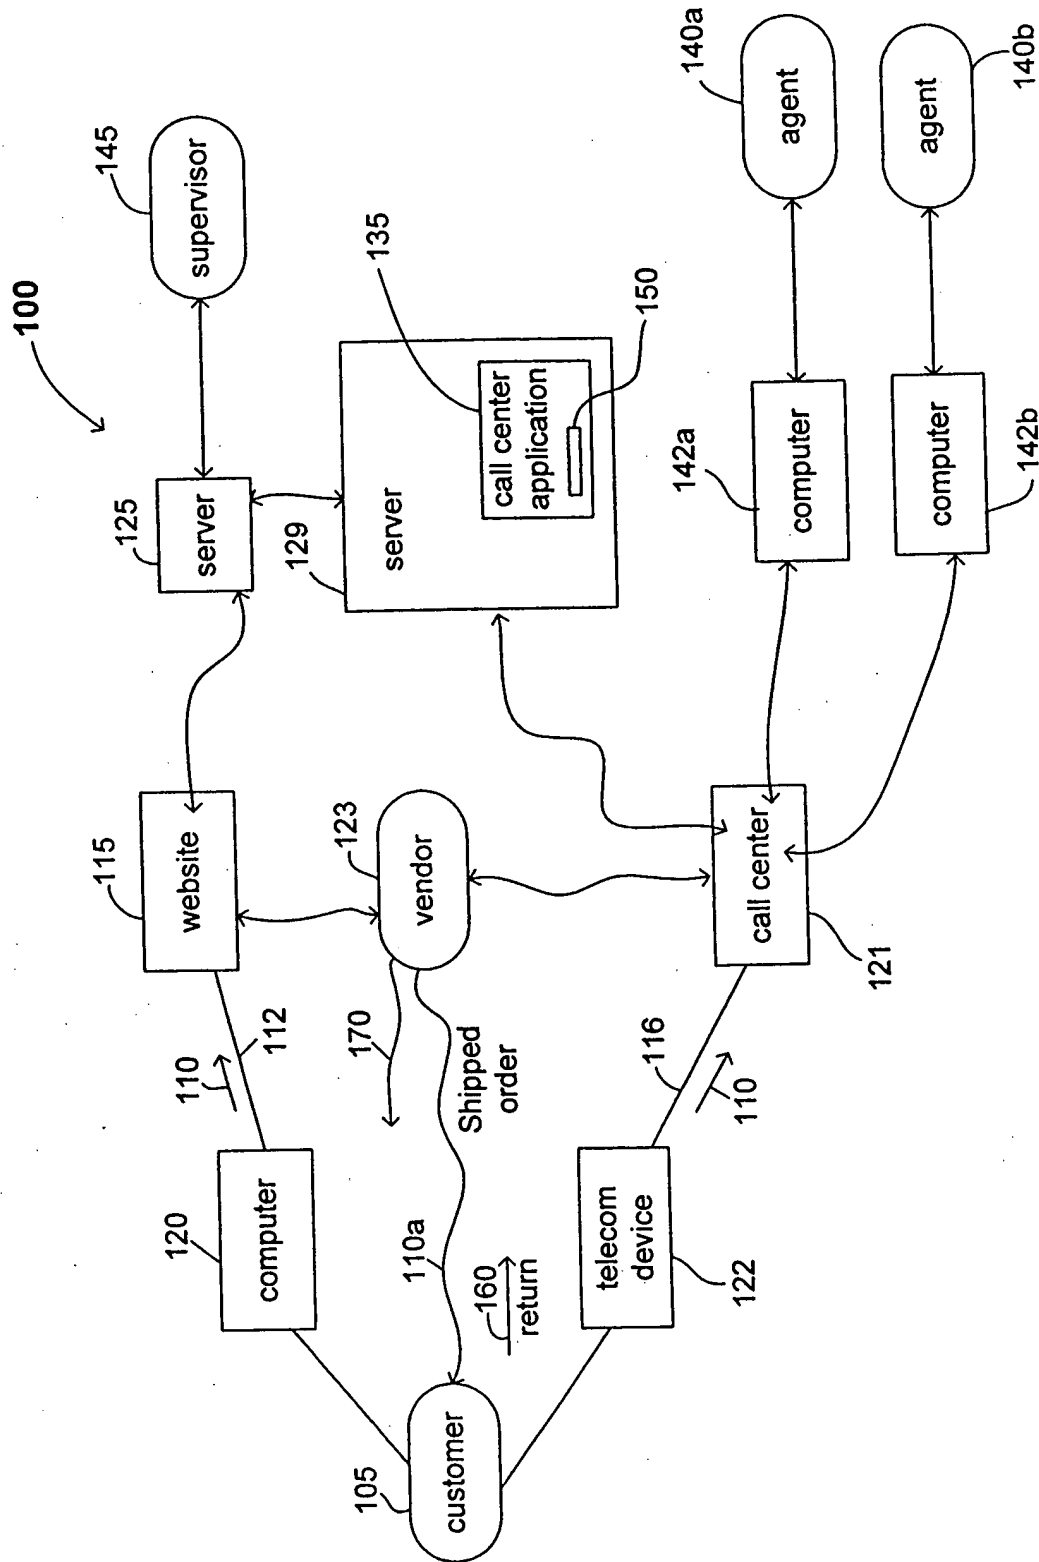 100
145
supervisor
125
server
115
website
110
112
120
computer
129
server
135
call center
application
150
123
vendor
170
Shipped
order
110a
160
return
105
customer
140a
agent
142a
computer
140b
agent
142b
computer
call center
121
116
110
telecom
device
122